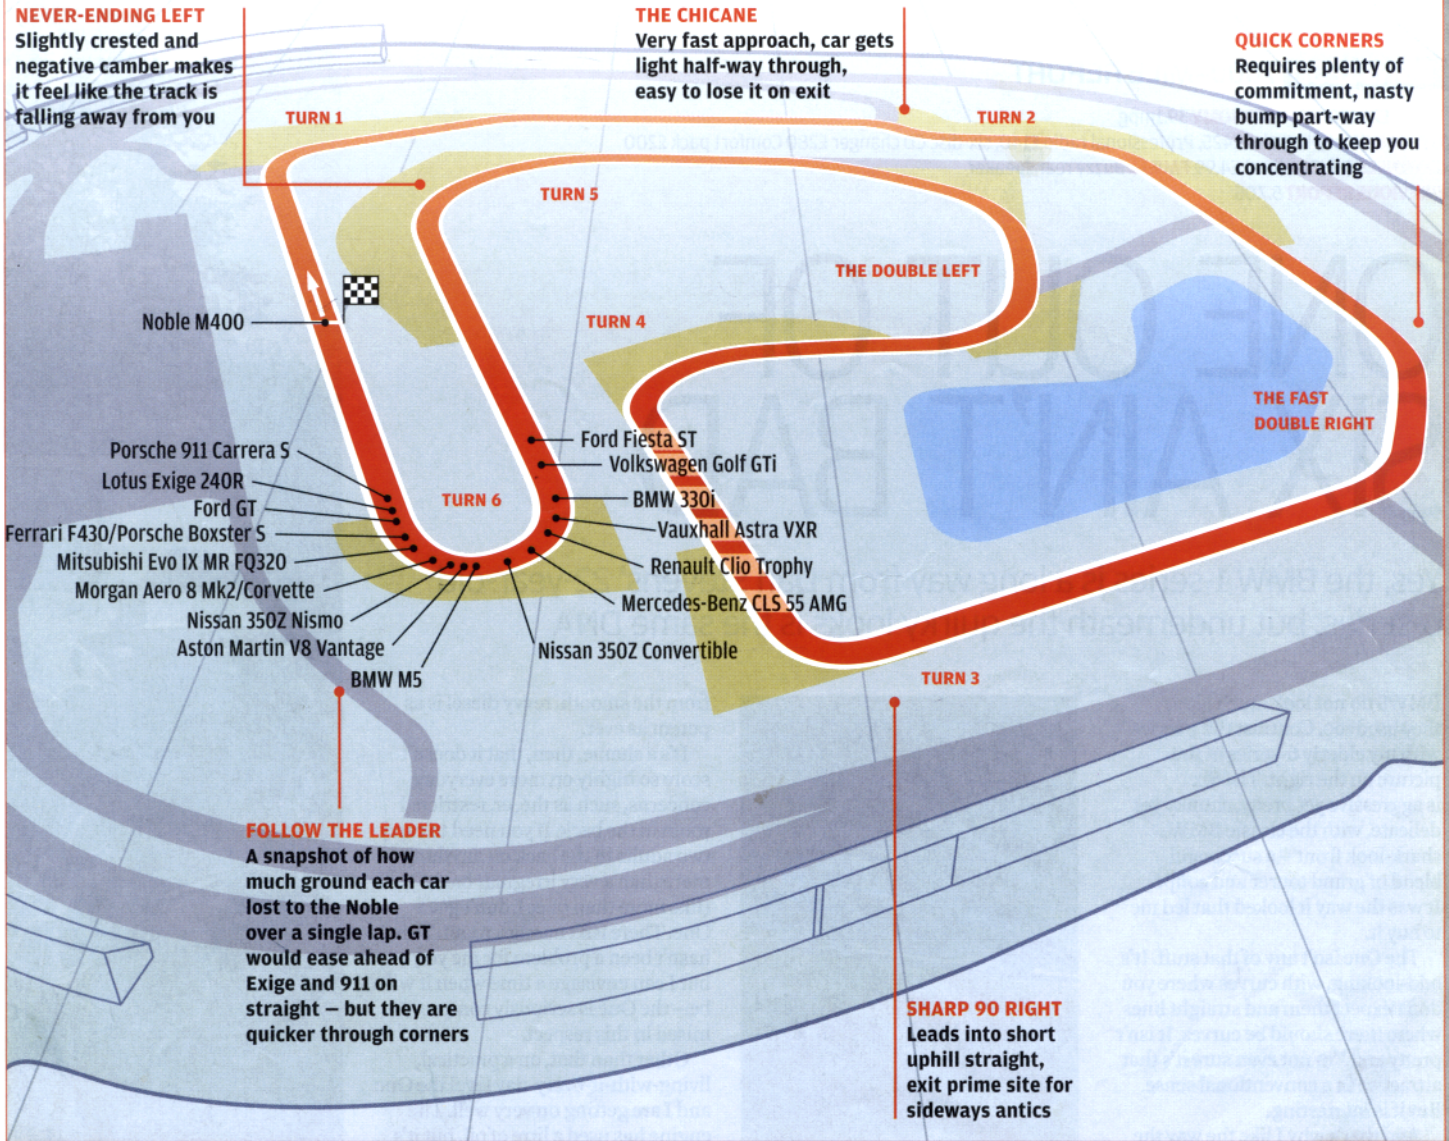 NEVER-ENDING LEFT
Slightly crested and
negative camber makes
it feel like the track is
falling away from you
THE CHICANE
Very fast approach, car gets
light half-way through,
easy to lose it on exit
QUICK CORNERS
Requires plenty of
commitment, nasty
bump part-way
through to keep you
concentrating
TURN 1
TURN 2
TURN 5
THE DOUBLE LEFT
TURN 4
Noble M400
THE FAST
DOUBLE RIGHT
Porsche 911 Carrera S
Lotus Exige 240R
Ford GT
Ferrari F430/Porsche Boxster S
Mitsubishi Evo IX MR FQ320
Morgan Aero 8 Mk2/Corvette
Nissan 350Z Nismo
Aston Martin V8 Vantage
BMW M5
TURN 6
Ford Fiesta ST
Volkswagen Golf GTi
BMW 330i
Vauxhall Astra VXR
Renault Clio Trophy
Mercedes-Benz CLS 55 AMG
Nissan 350Z Convertible
TURN 3
FOLLOW THE LEADER
A snapshot of how
much ground each car
lost to the Noble
over a single lap. GT
would ease ahead of
Exige and 911 on
straight – but they are
quicker through corners
SHARP 90 RIGHT
Leads into short
uphill straight,
exit prime site for
sideways antics